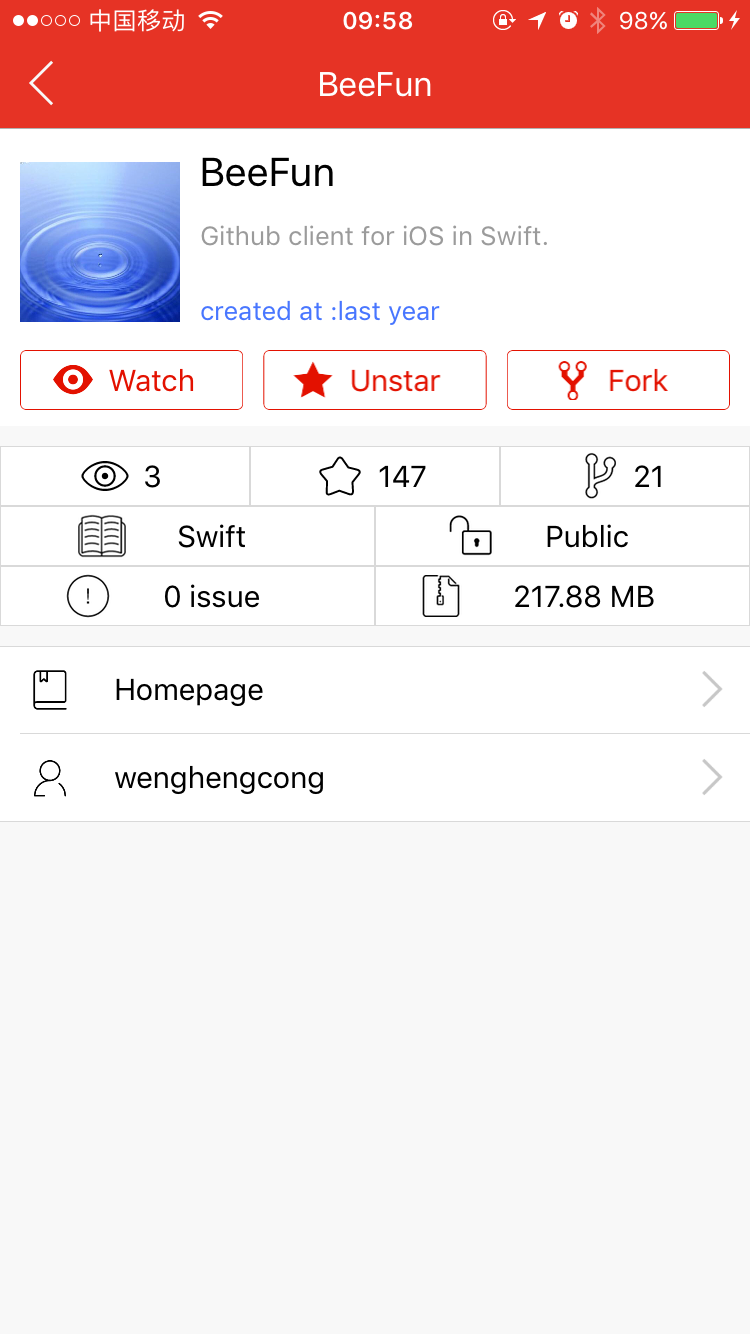 中国移动 09:58 98%
BeeFun
BeeFun
Github client for iOS in Swift.
created at :last year
Watch Unstar Fork
3 147 21
Swift Public
0 issue 217.88 MB
Homepage
wenghengcong